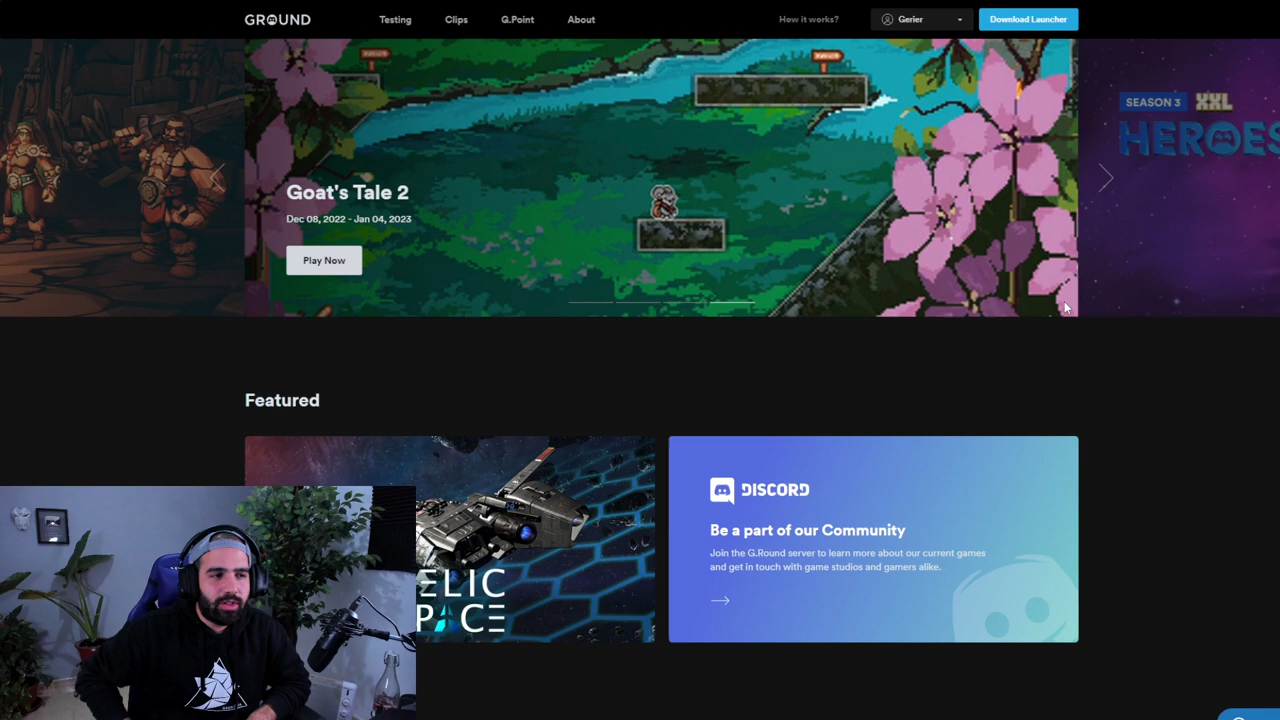 GROUND
Testing
Clips
G.Point
About
How it works?
Gerier
Download Launcher
Goat's Tale 2
Dec 08, 2022 - Jan 04, 2023
Play Now
SEASON 3 XXL
HEROES
Featured
ELIC
SPACE
DISCORD
Be a part of our Community
Join the G.Round server to learn more about our current games
and get in touch with game studios and gamers alike.